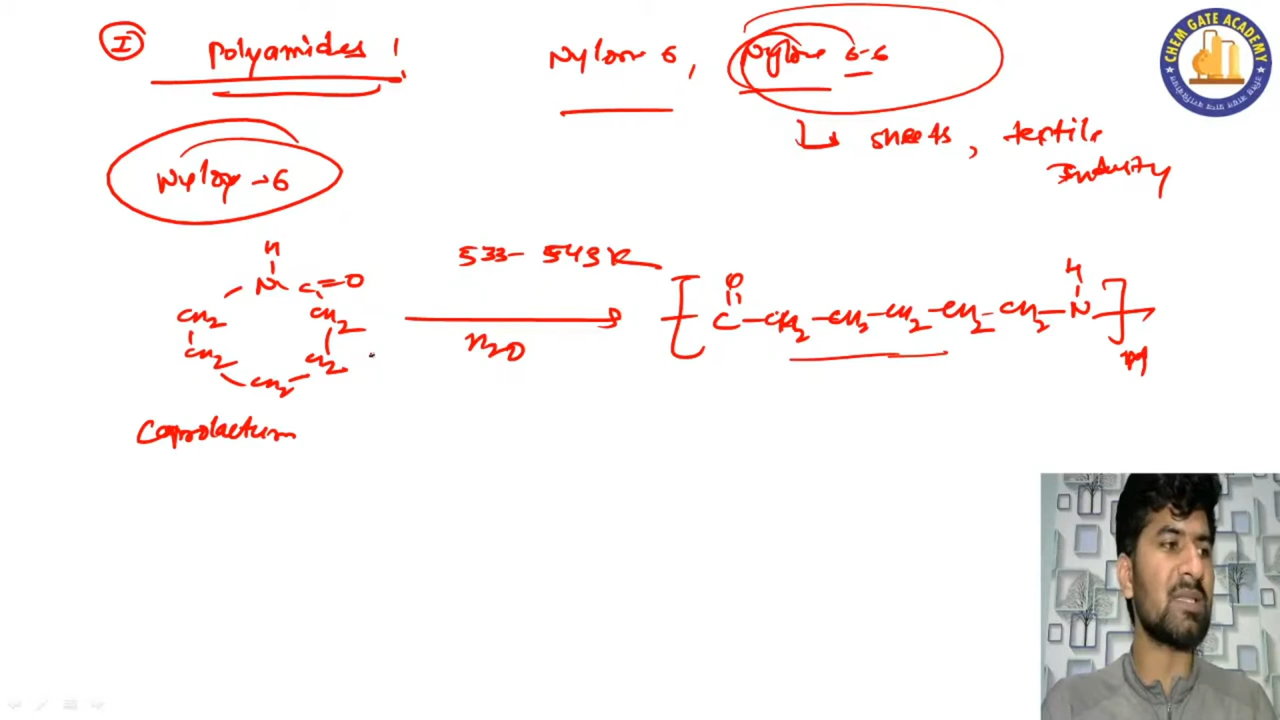 I Polyamides! Nylon 6, Nylon 6-6
↳ sheets, textile
Industry
Nylon-6
H
N C=O
CH2 CH2
CH2 CH2
CH2
Caprolactum
533-543K
H2O
O H
[ C-CH2-CH2-CH2-CH2-CH2-N ]n
CHEM GATE ACADEMY